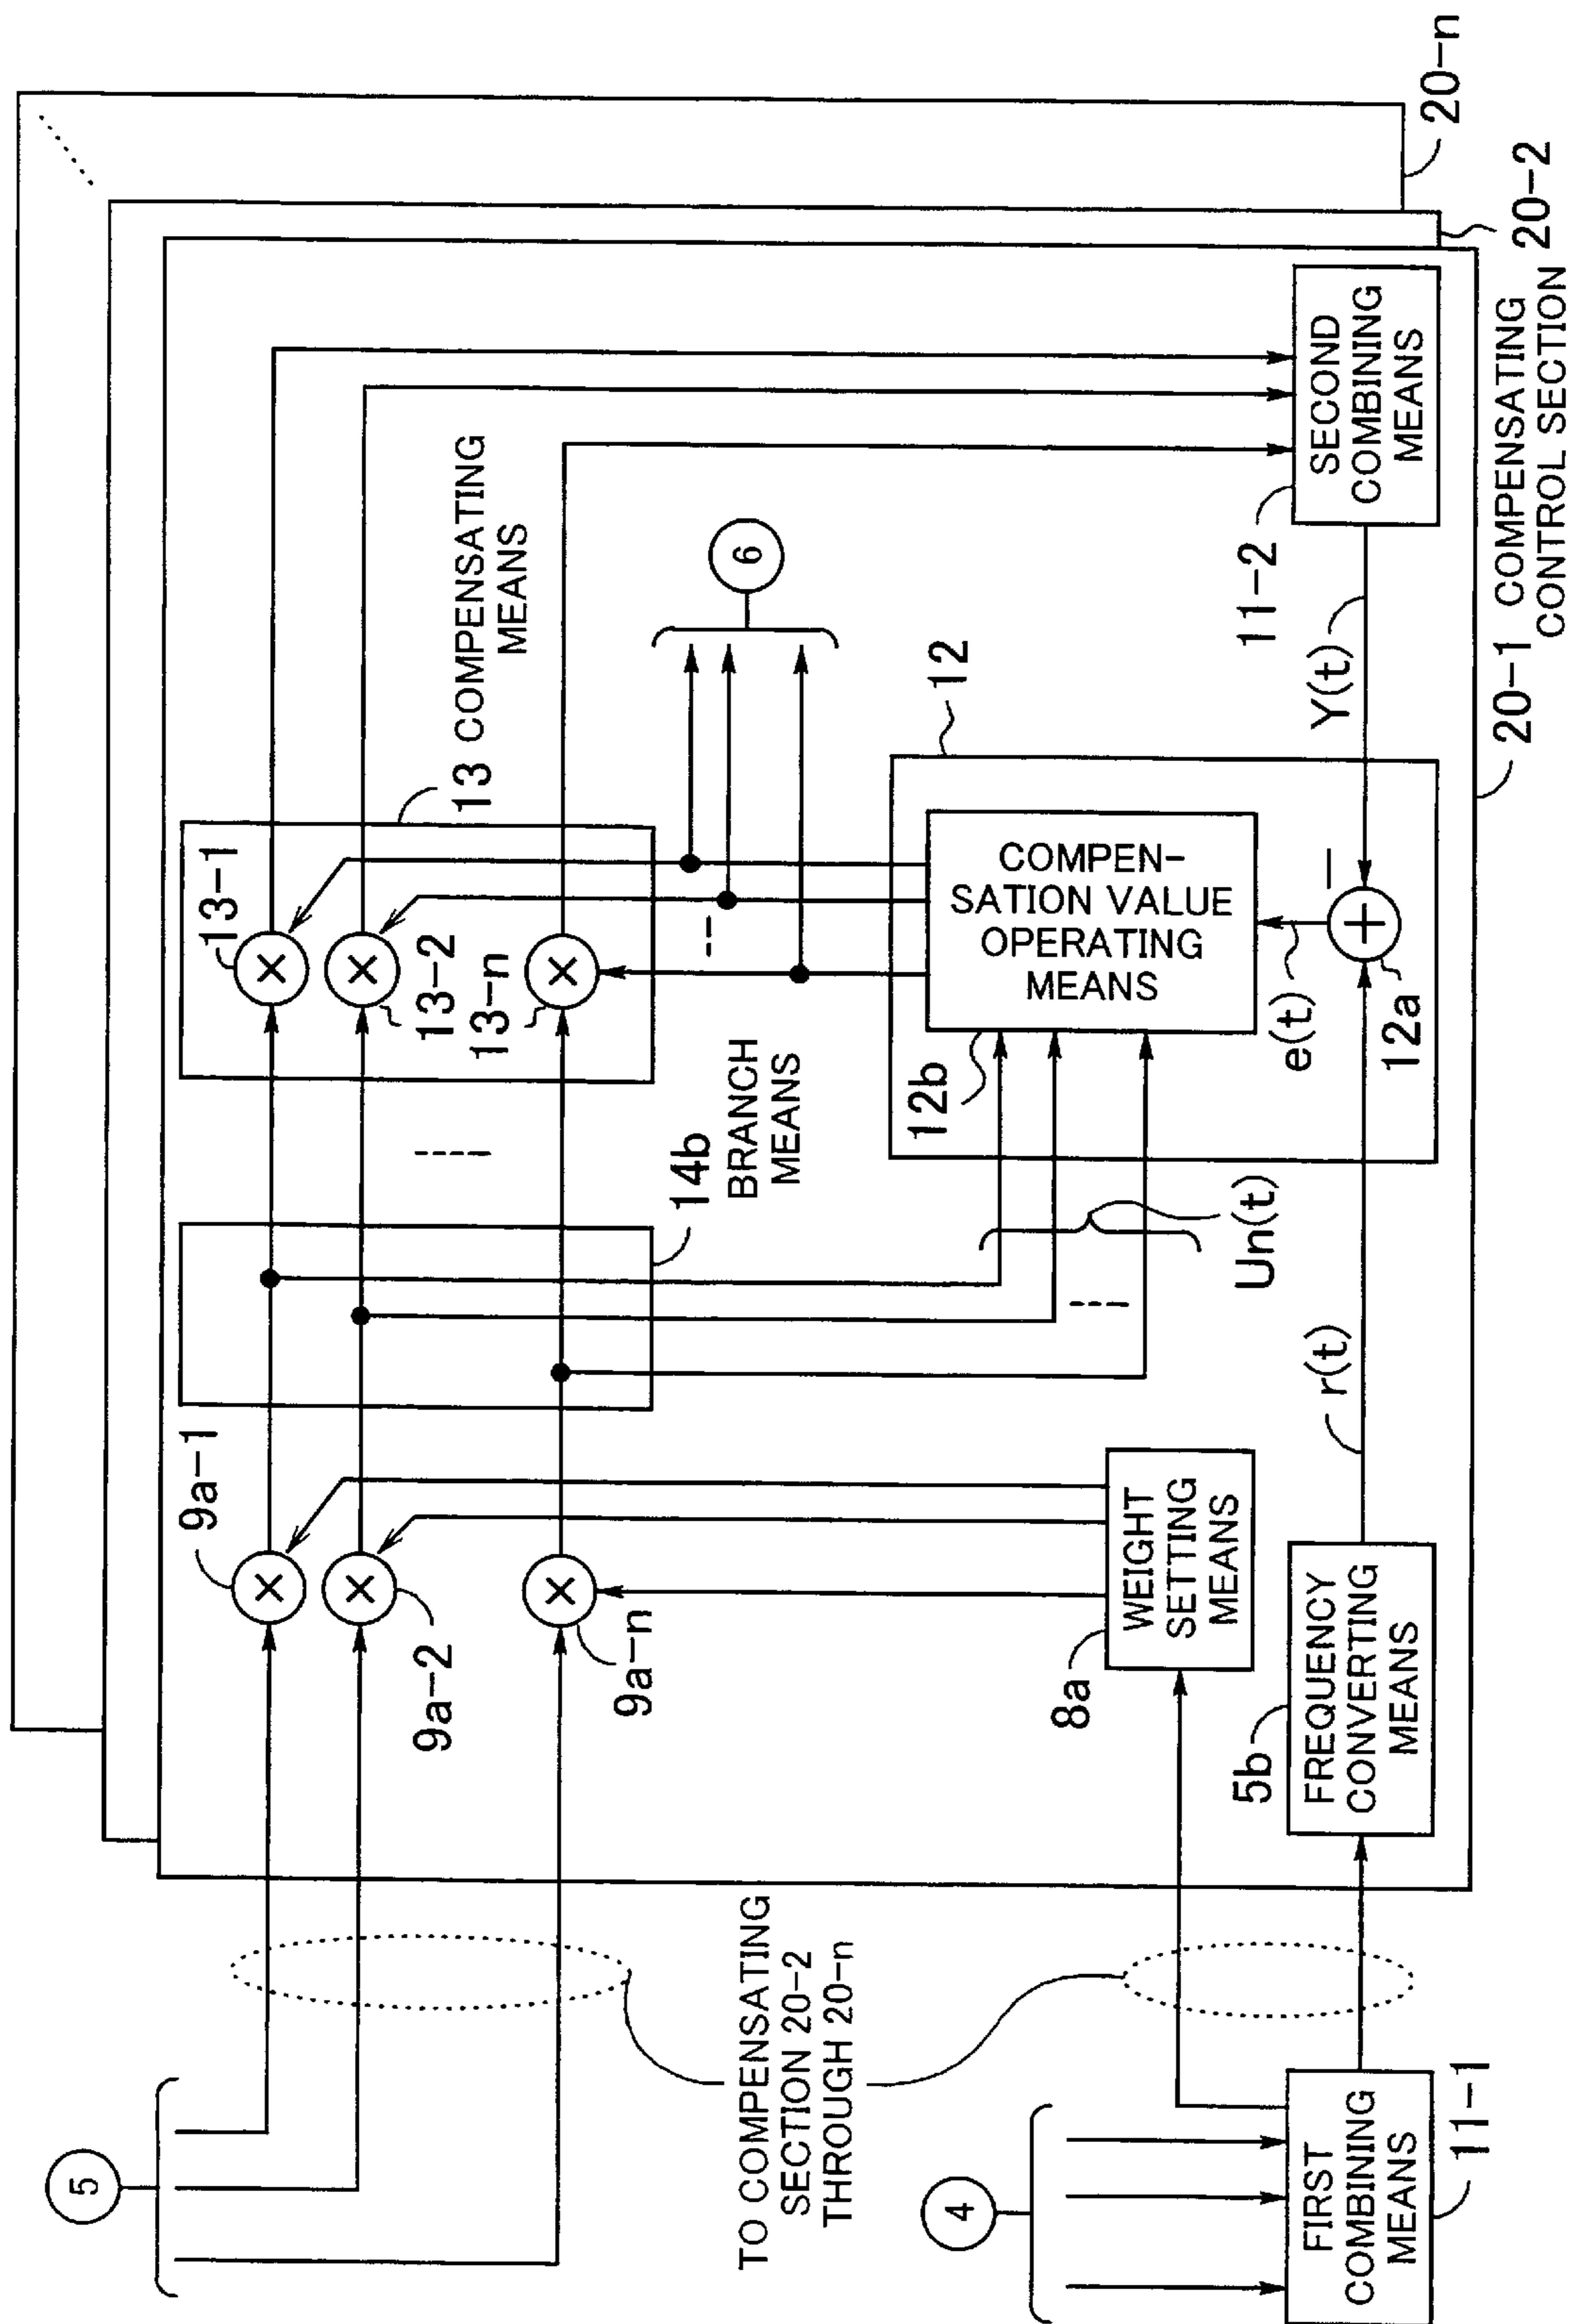 20-n
20-2
20-1 COMPENSATING
CONTROL SECTION
5
9a-1
9a-2
9a-n
14b
BRANCH
MEANS
13-1
13-2
13-n
13 COMPENSATING
MEANS
6
TO COMPENSATING
SECTION 20-2
THROUGH 20-n
8a
WEIGHT
SETTING
MEANS
Un(t)
12b
COMPEN-
SATION VALUE
OPERATING
MEANS
12
e(t)
12a
4
FIRST
COMBINING
MEANS
11-1
5b
FREQUENCY
CONVERTING
MEANS
r(t)
Y(t)
11-2
SECOND
COMBINING
MEANS